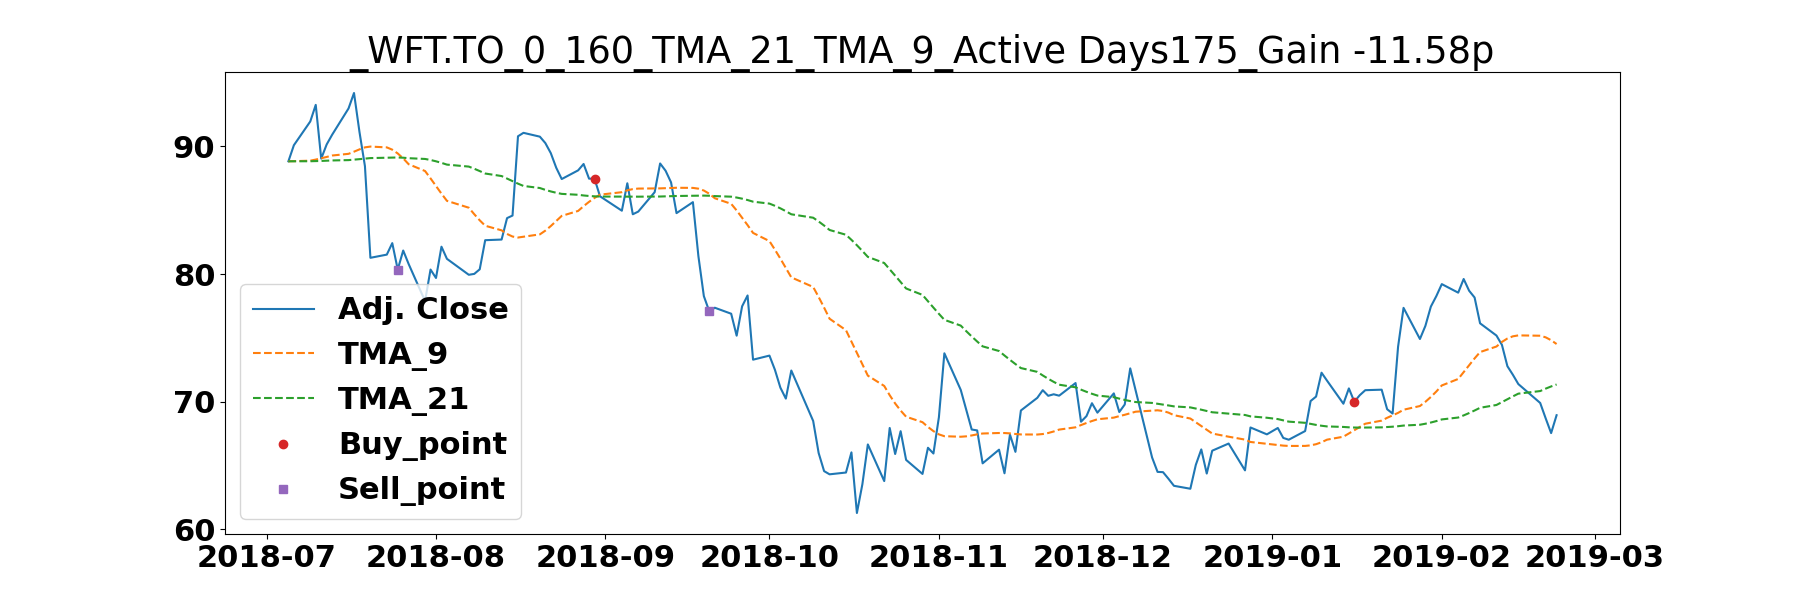 _WFT.TO_0_160_TMA_21_TMA_9_Active Days175_Gain -11.58p
90
80
70
60
Adj. Close
TMA_9
TMA_21
Buy_point
Sell_point
2018-07 2018-08 2018-09 2018-10 2018-11 2018-12 2019-01 2019-02 2019-03